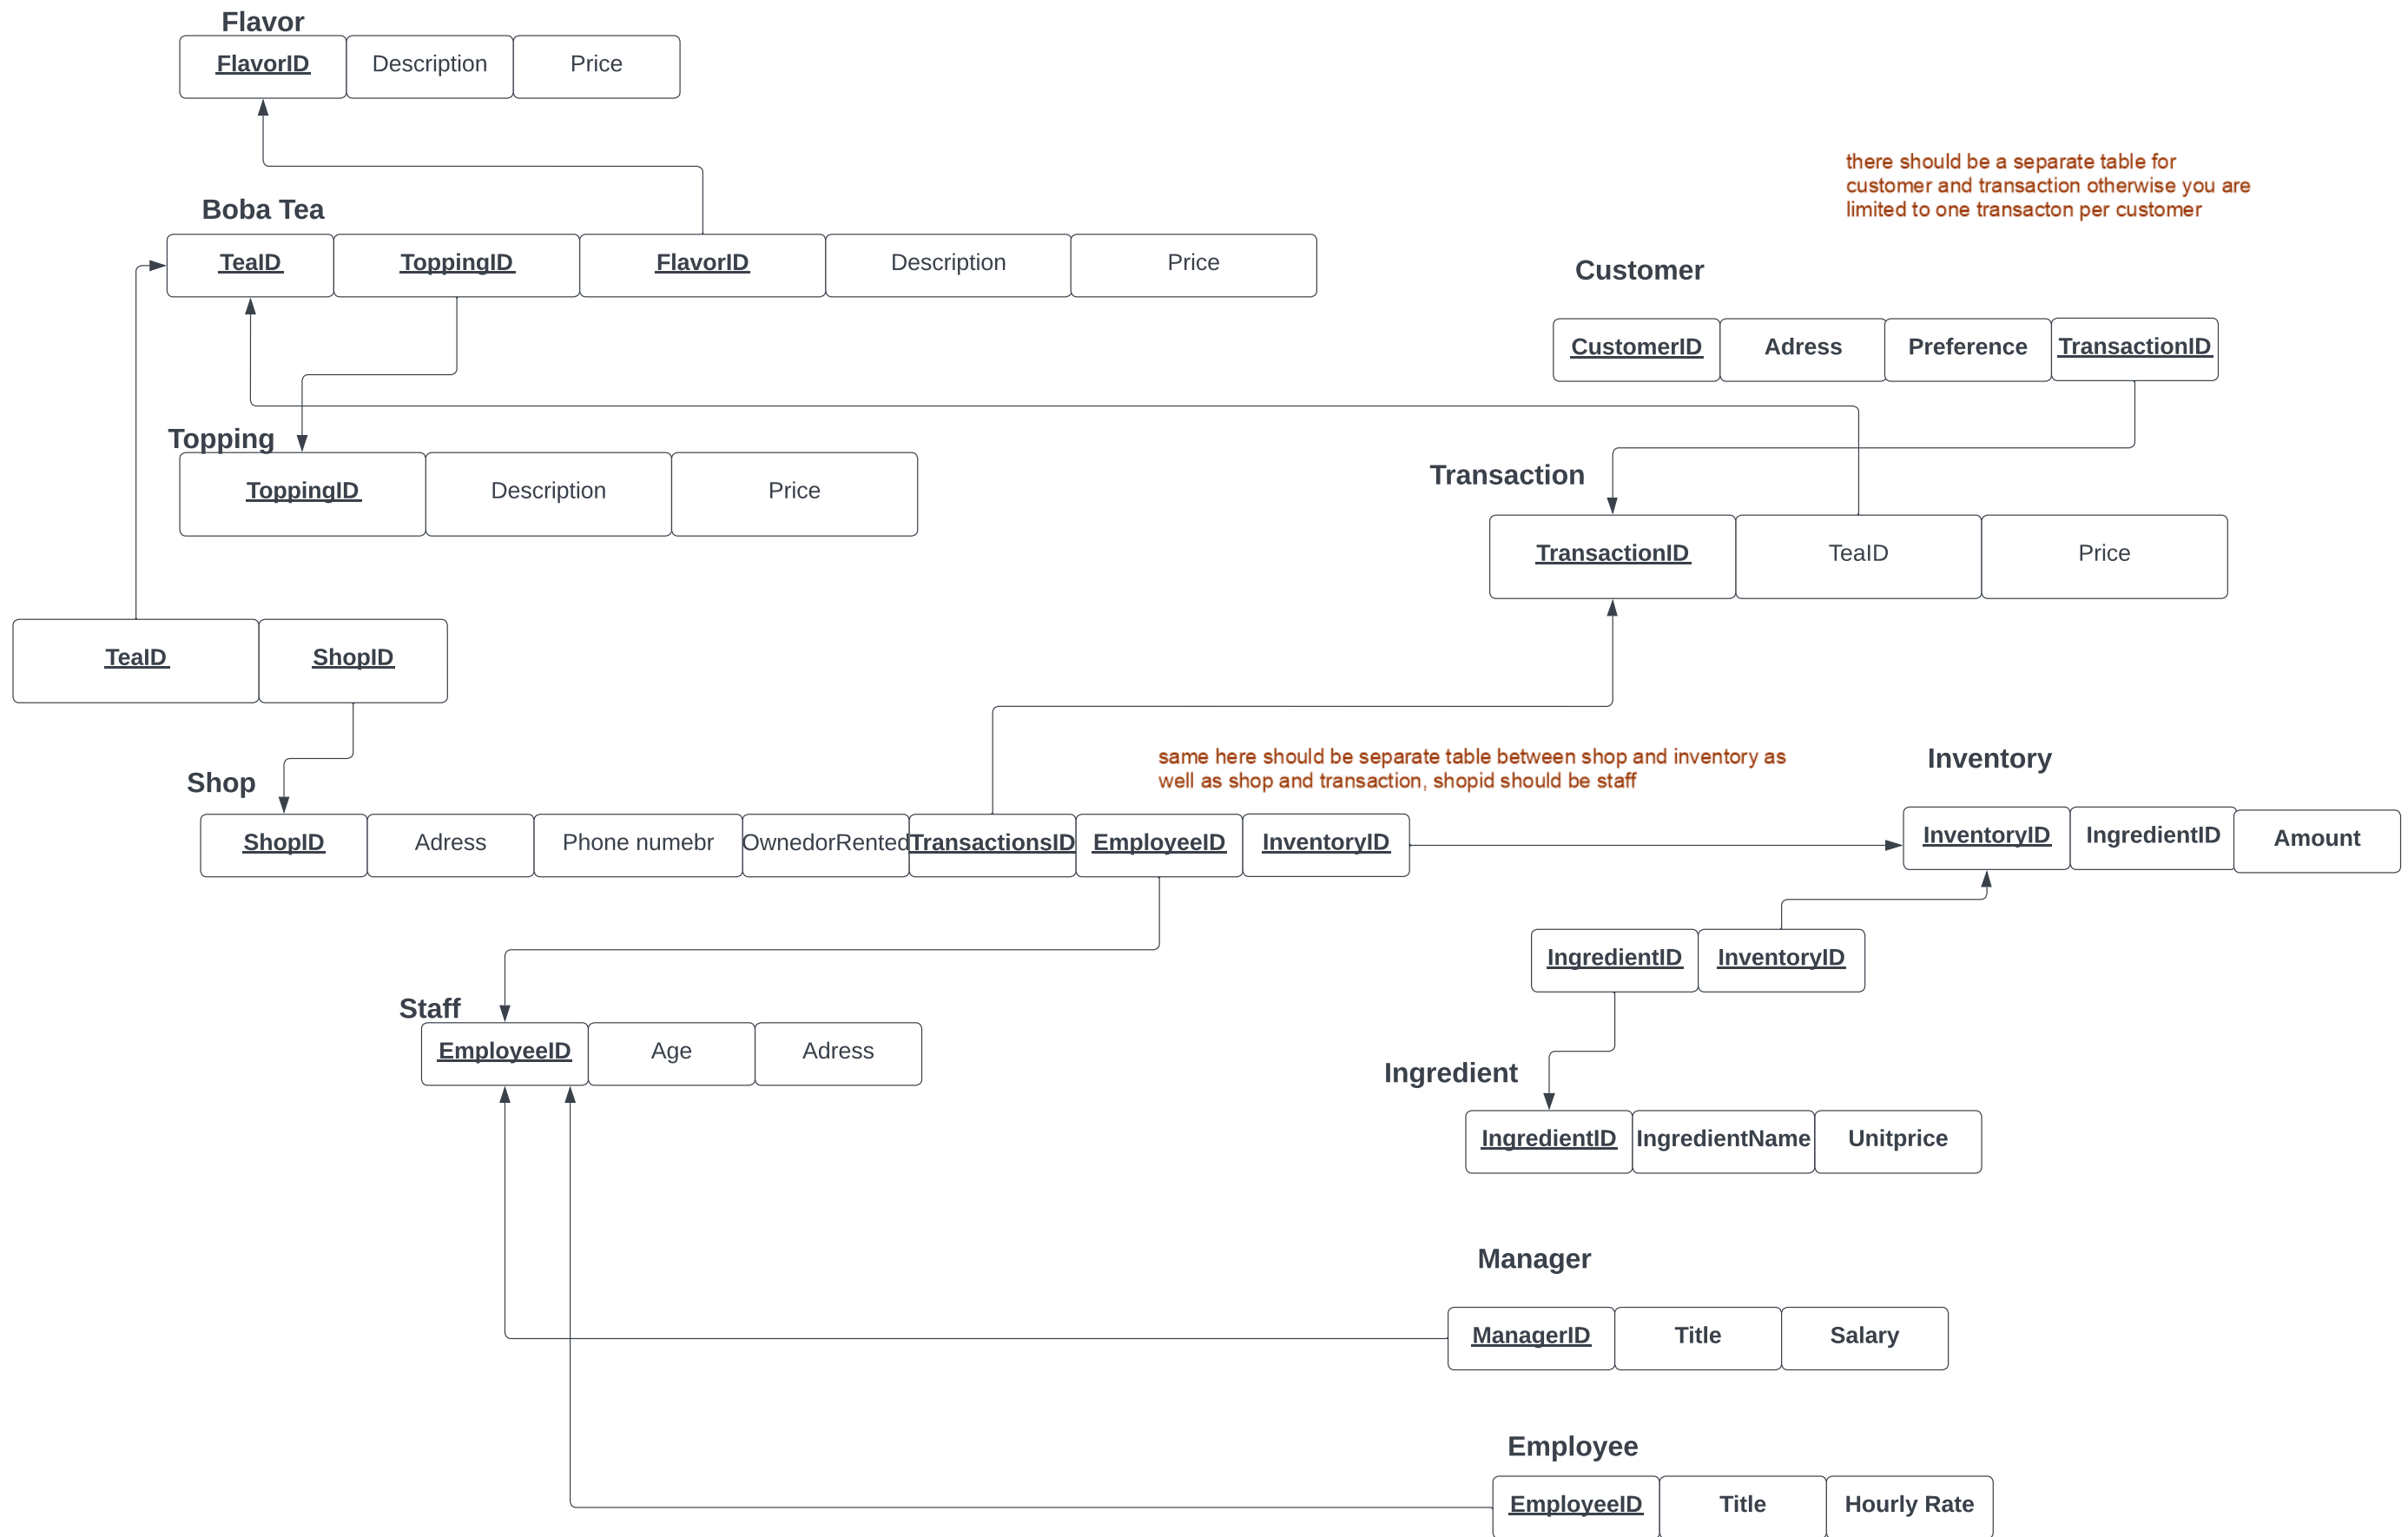 Flavor
FlavorID Description Price
there should be a separate table for
customer and transaction otherwise you are
limited to one transacton per customer
Boba Tea
TeaID ToppingID FlavorID Description Price
Customer
CustomerID Adress Preference TransactionID
Topping
ToppingID Description Price
Transaction
TransactionID TeaID Price
TeaID ShopID
same here should be separate table between shop and inventory as
well as shop and transaction, shopid should be staff
Shop
ShopID Adress Phone numebr OwnedorRented TransactionsID EmployeeID InventoryID
Inventory
InventoryID IngredientID Amount
IngredientID InventoryID
Staff
EmployeeID Age Adress
Ingredient
IngredientID IngredientName Unitprice
Manager
ManagerID Title Salary
Employee
EmployeeID Title Hourly Rate